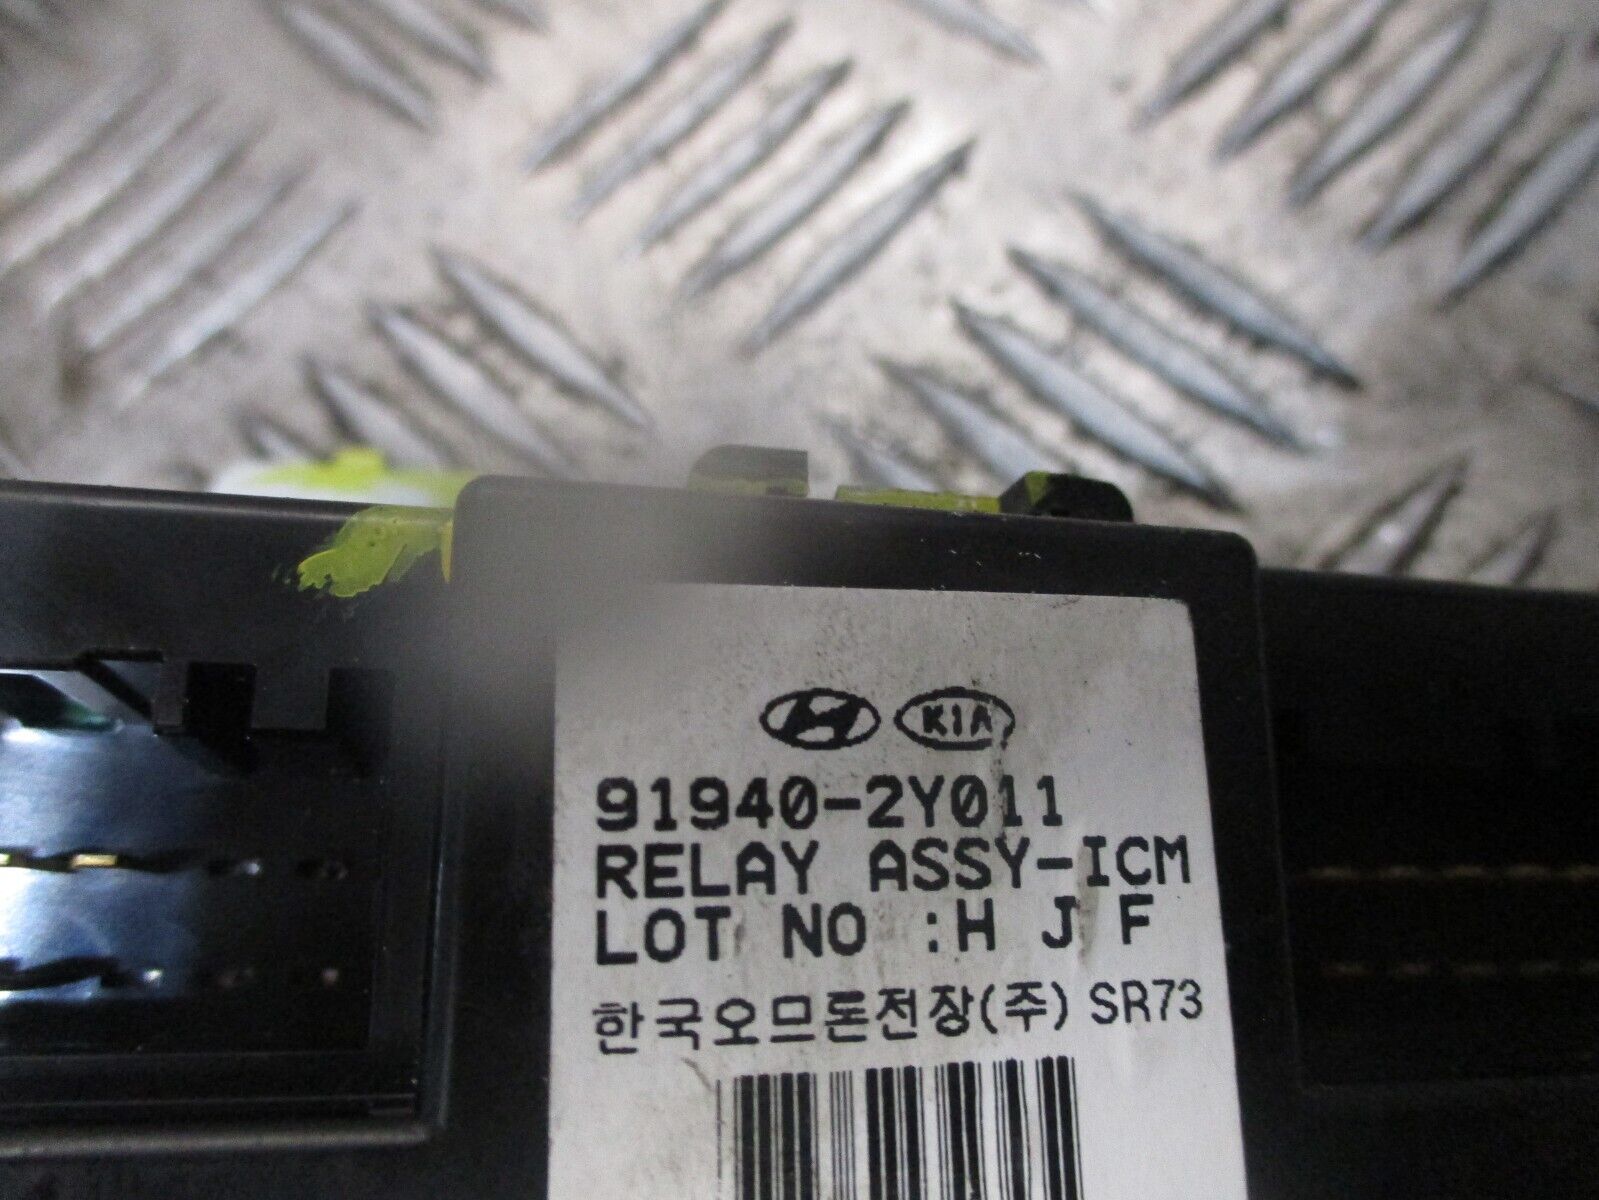 KIA
91940-2Y011
RELAY ASSY-ICM
LOT NO :H J F
한국오므론전장(주) SR73